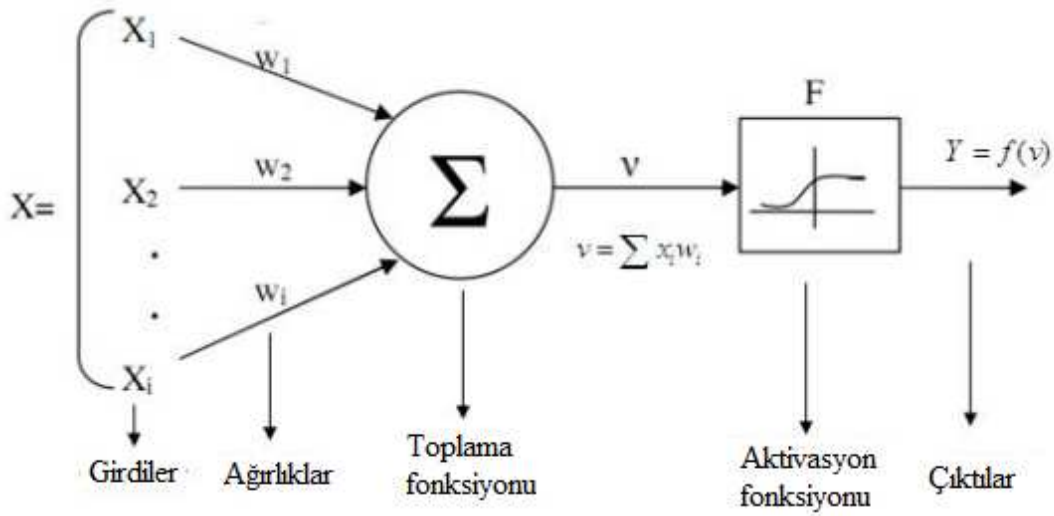 X=
X₁
X₂
.
.
Xᵢ
w₁
w₂
wᵢ
Σ
v
v = ∑ xᵢwᵢ
F
Y = f(v)
Girdiler
Ağırlıklar
Toplama
fonksiyonu
Aktivasyon
fonksiyonu
Çıktılar